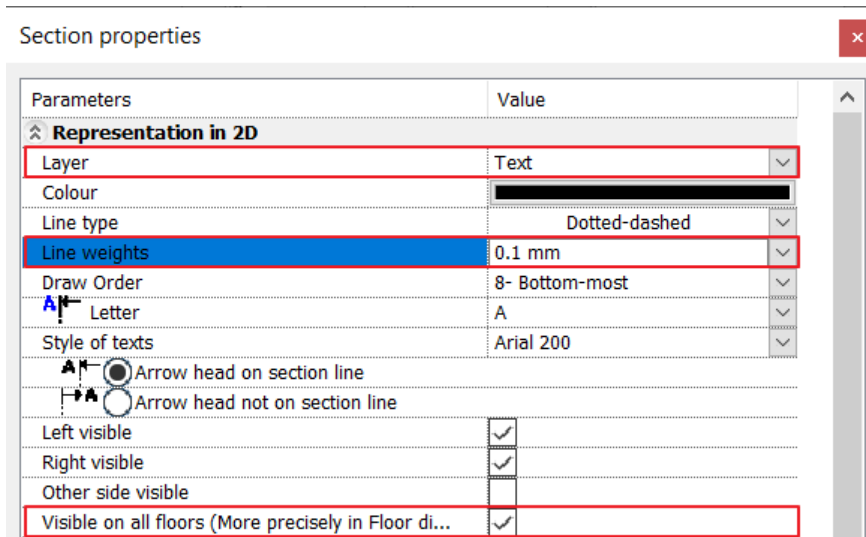 Section properties
x
Parameters Value
Representation in 2D
Layer Text
Colour
Line type Dotted-dashed
Line weights 0.1 mm
Draw Order 8- Bottom-most
A Letter A
Style of texts Arial 200
A Arrow head on section line
A Arrow head not on section line
Left visible
Right visible
Other side visible
Visible on all floors (More precisely in Floor di...